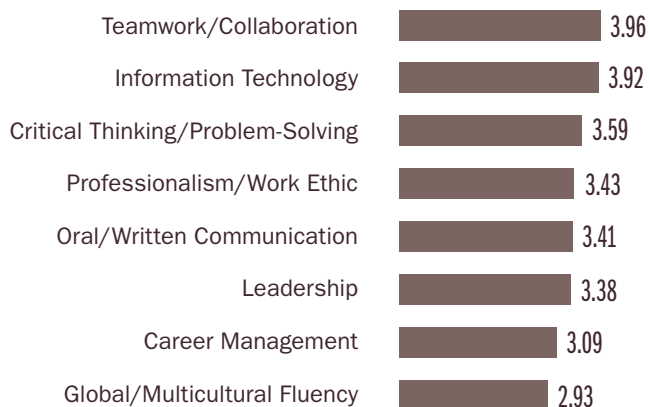 Teamwork/Collaboration 3.96
Information Technology 3.92
Critical Thinking/Problem-Solving 3.59
Professionalism/Work Ethic 3.43
Oral/Written Communication 3.41
Leadership 3.38
Career Management 3.09
Global/Multicultural Fluency 2.93